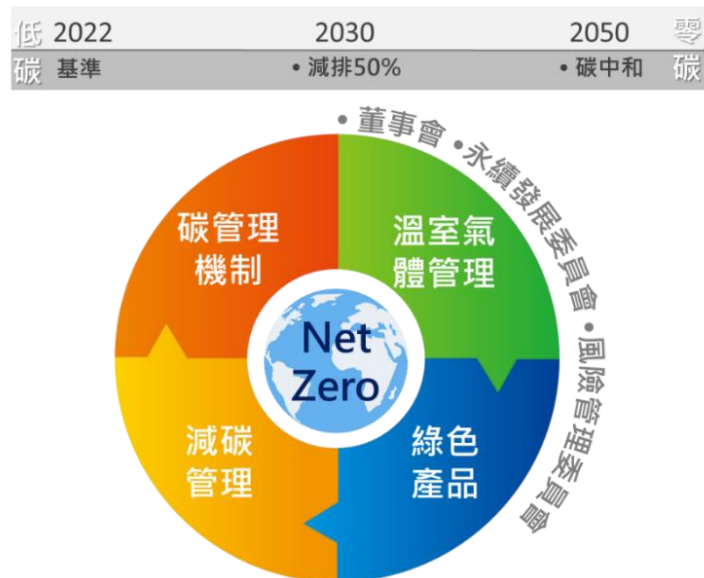 低 2022 2030 2050 零
碳 基準 •減排50% •碳中和 碳
•董事會 •永續發展委員會 •風險管理委員會
碳管理
機制
溫室氣
體管理
Net
Zero
減碳
管理
綠色
產品